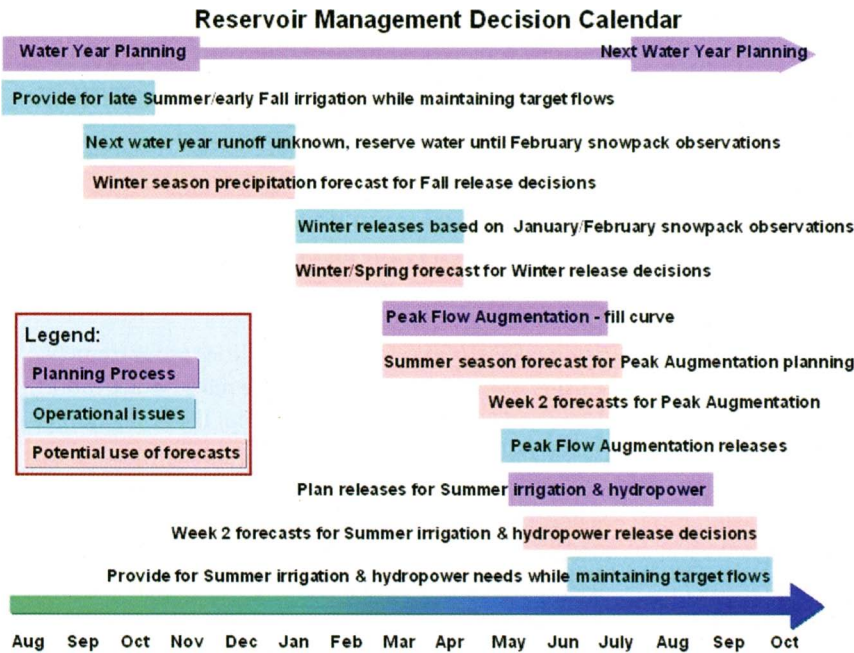 Reservoir Management Decision Calendar
Water Year Planning
Next Water Year Planning
Provide for late Summer/early Fall irrigation while maintaining target flows
Next water year runoff unknown, reserve water until February snowpack observations
Winter season precipitation forecast for Fall release decisions
Winter releases based on January/February snowpack observations
Winter/Spring forecast for Winter release decisions
Peak Flow Augmentation - fill curve
Summer season forecast for Peak Augmentation planning
Week 2 forecasts for Peak Augmentation
Peak Flow Augmentation releases
Plan releases for Summer irrigation & hydropower
Week 2 forecasts for Summer irrigation & hydropower release decisions
Provide for Summer irrigation & hydropower needs while maintaining target flows
Legend:
Planning Process
Operational issues
Potential use of forecasts
Aug Sep Oct Nov Dec Jan Feb Mar Apr May Jun July Aug Sep Oct